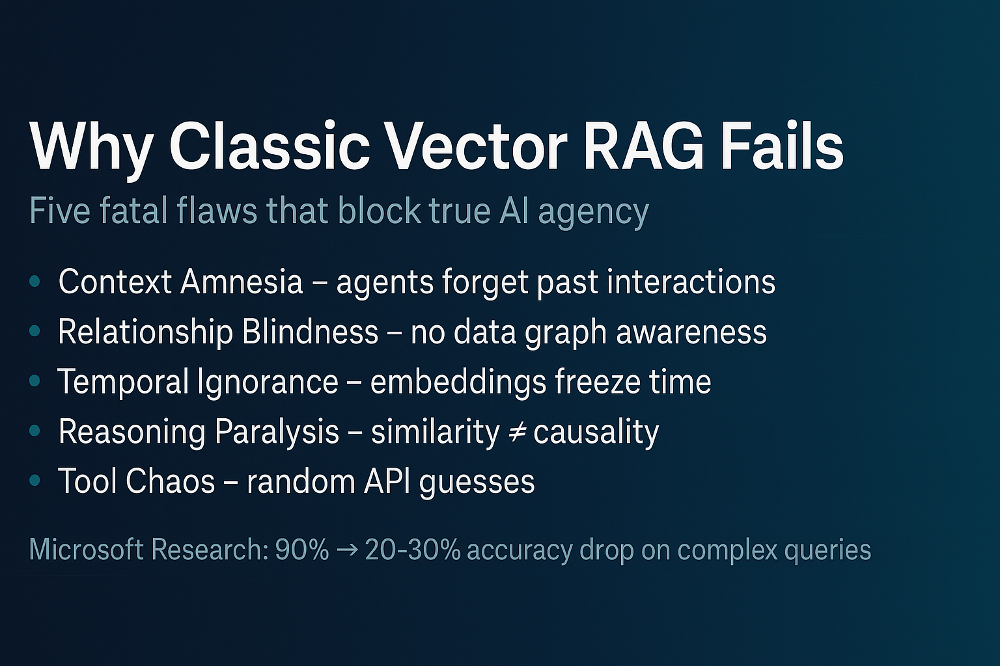 Why Classic Vector RAG Fails
Five fatal flaws that block true AI agency
• Context Amnesia – agents forget past interactions
• Relationship Blindness – no data graph awareness
• Temporal Ignorance – embeddings freeze time
• Reasoning Paralysis – similarity ≠ causality
• Tool Chaos – random API guesses
Microsoft Research: 90% → 20-30% accuracy drop on complex queries